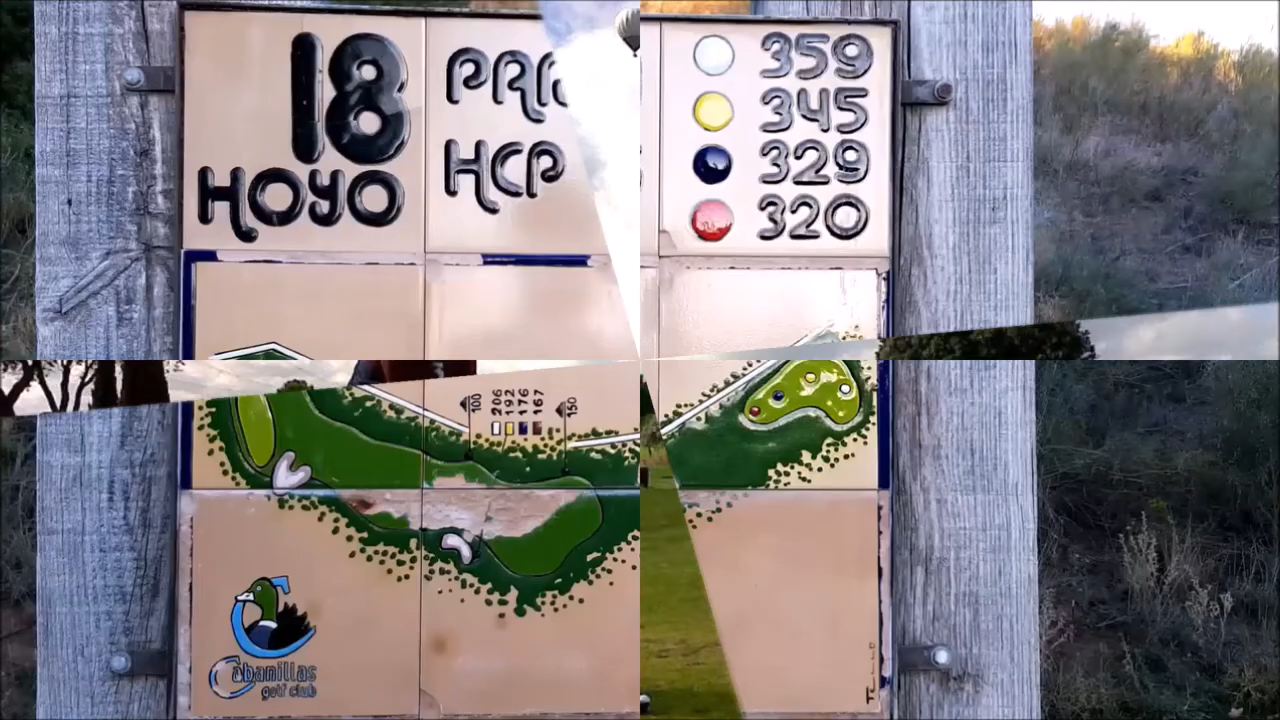 18
HOYO
HCP
359
345
329
320
100
206
192
176
167
150
Cabanillas
golf club